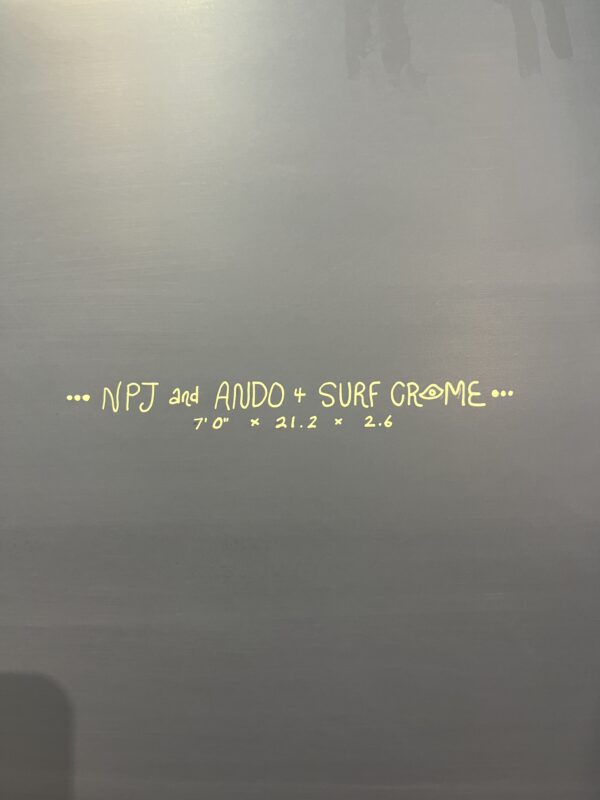 ••• NPJ and ANDO + SURF CROME •••
7'0" × 21.2 × 2.6